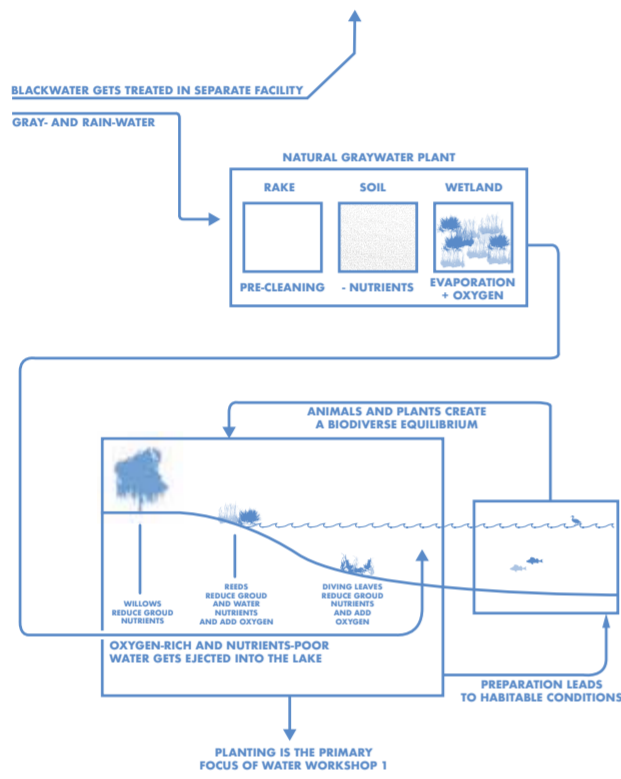 BLACKWATER GETS TREATED IN SEPARATE FACILITY
GRAY- AND RAIN-WATER
NATURAL GRAYWATER PLANT
RAKE
SOIL
WETLAND
PRE-CLEANING
- NUTRIENTS
EVAPORATION
+ OXYGEN
ANIMALS AND PLANTS CREATE
A BIODIVERSE EQUILIBRIUM
WILLOWS
REDUCE GROUD
NUTRIENTS
REEDS
REDUCE GROUD
AND WATER
NUTRIENTS
AND ADD OXYGEN
DIVING LEAVES
REDUCE GROUD
NUTRIENTS
AND ADD
OXYGEN
OXYGEN-RICH AND NUTRIENTS-POOR
WATER GETS EJECTED INTO THE LAKE
PREPARATION LEADS
TO HABITABLE CONDITIONS
PLANTING IS THE PRIMARY
FOCUS OF WATER WORKSHOP 1